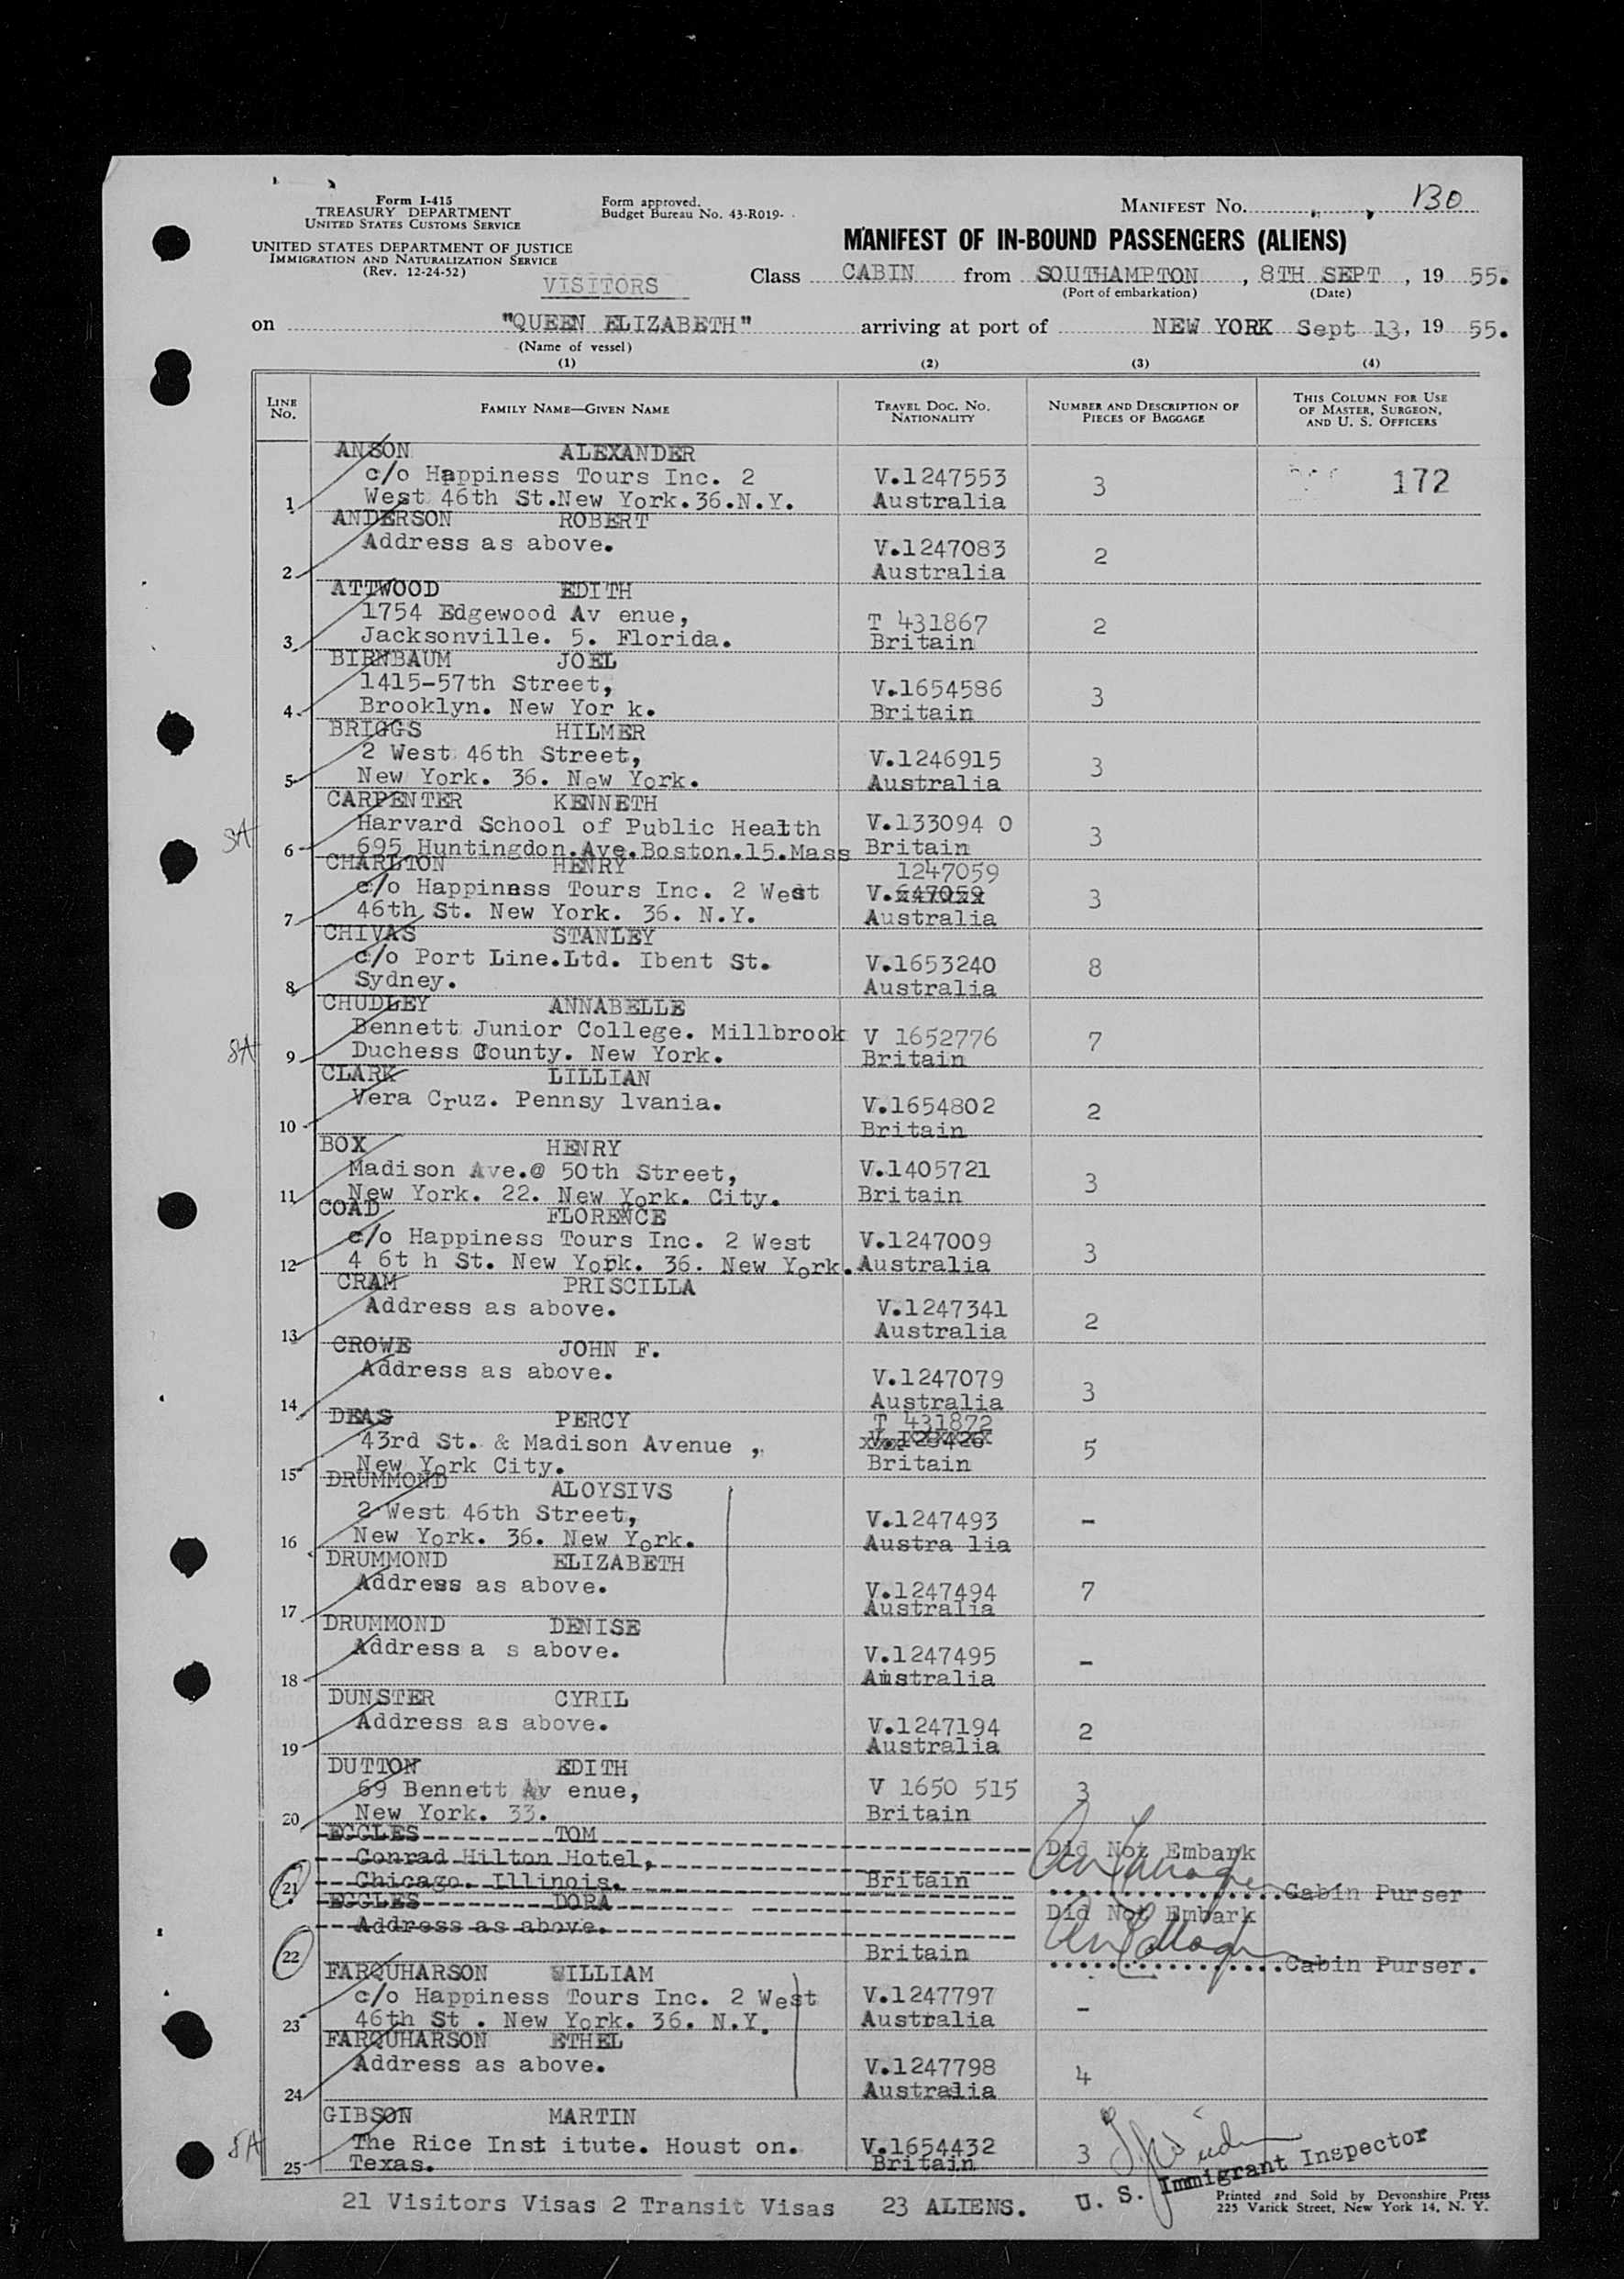 Form I-415
TREASURY DEPARTMENT
UNITED STATES CUSTOMS SERVICE
UNITED STATES DEPARTMENT OF JUSTICE
IMMIGRATION AND NATURALIZATION SERVICE
(Rev. 12-24-52)
Form approved.
Budget Bureau No. 43-R019-
MANIFEST No. 130
MANIFEST OF IN-BOUND PASSENGERS (ALIENS)
VISITORS
Class CABIN from SOUTHAMPTON, 8TH SEPT, 19 55.
(Port of embarkation) (Date)
on "QUEEN ELIZABETH" arriving at port of NEW YORK Sept 13, 19 55.
(Name of vessel)
(1) (2) (3) (4)
LINE No. FAMILY NAME—GIVEN NAME TRAVEL DOC. NO. NATIONALITY NUMBER AND DESCRIPTION OF PIECES OF BAGGAGE THIS COLUMN FOR USE OF MASTER, SURGEON, AND U. S. OFFICERS
ANSON ALEXANDER
c/o Happiness Tours Inc. 2 V.1247553 3 172
1 West 46th St.New York.36.N.Y. Australia
ANDERSON ROBERT
Address as above. V.1247083 2
2 Australia
ATTWOOD EDITH
1754 Edgewood Av enue, T 431867 2
3 Jacksonville. 5. Florida. Britain
BIRNBAUM JOEL
1415-57th Street, V.1654586 3
4 Brooklyn. New Yor k. Britain
BRIGGS HILMER
2 West 46th Street, V.1246915 3
5 New York. 36. New York. Australia
CARPENTER KENNETH
SA Harvard School of Public Health V.133094 0 3
6 695 Huntingdon.Ave.Boston.15.Mass Britain
CHARLTON HENRY 1247059
c/o Happiness Tours Inc. 2 West V.647059 3
7 46th St. New York. 36. N.Y. Australia
CHIVAS STANLEY
c/o Port Line.Ltd. Ibent St. V.1653240 8
8 Sydney. Australia
CHUDLEY ANNABELLE
Bennett Junior College. Millbrook V 1652776 7
SA 9 Duchess County. New York. Britain
CLARK LILLIAN
Vera Cruz. Pennsy lvania. V.1654802 2
10 Britain
BOX HENRY
Madison Ave.@ 50th Street, V.1405721 3
11 New York. 22. New York. City. Britain
COAD FLORENCE
c/o Happiness Tours Inc. 2 West V.1247009 3
12 4 6t h St. New York. 36. New York. Australia
CRAM PRISCILLA
Address as above. V.1247341 2
13 Australia
CROWE JOHN F.
Address as above. V.1247079 3
14 Australia
DEAS PERCY T 431872
43rd St. & Madison Avenue , 5
15 New York City. Britain
DRUMMOND ALOYSIVS
2 West 46th Street, V.1247493 -
16 New York. 36. New York. Austra lia
DRUMMOND ELIZABETH
Address as above. V.1247494 7
17 Australia
DRUMMOND DENISE
Address a s above. V.1247495 -
18 Australia
DUNSTER CYRIL
Address as above. V.1247194 2
19 Australia
DUTTON EDITH
69 Bennett Av enue, V 1650 515 3
20 New York. 33. Britain
ECCLES TOM Did Not Embark
Conrad Hilton Hotel,
21 Chicago. Illinois. Britain Cabin Purser
ECCLES DORA Did Not Embark
Address as above.
22 Britain Cabin Purser.
FARQUHARSON WILLIAM
c/o Happiness Tours Inc. 2 West V.1247797 -
23 46th St . New York. 36. N.Y. Australia
FARQUHARSON ETHEL
Address as above. V.1247798 4
24 Australia
GIBSON MARTIN
SA The Rice Inst itute. Houst on. V.1654432 3
25 Texas. Britain
U. S. Immigrant Inspector
21 Visitors Visas 2 Transit Visas 23 ALIENS.
Printed and Sold by Devonshire Press
225 Varick Street, New York 14, N. Y.